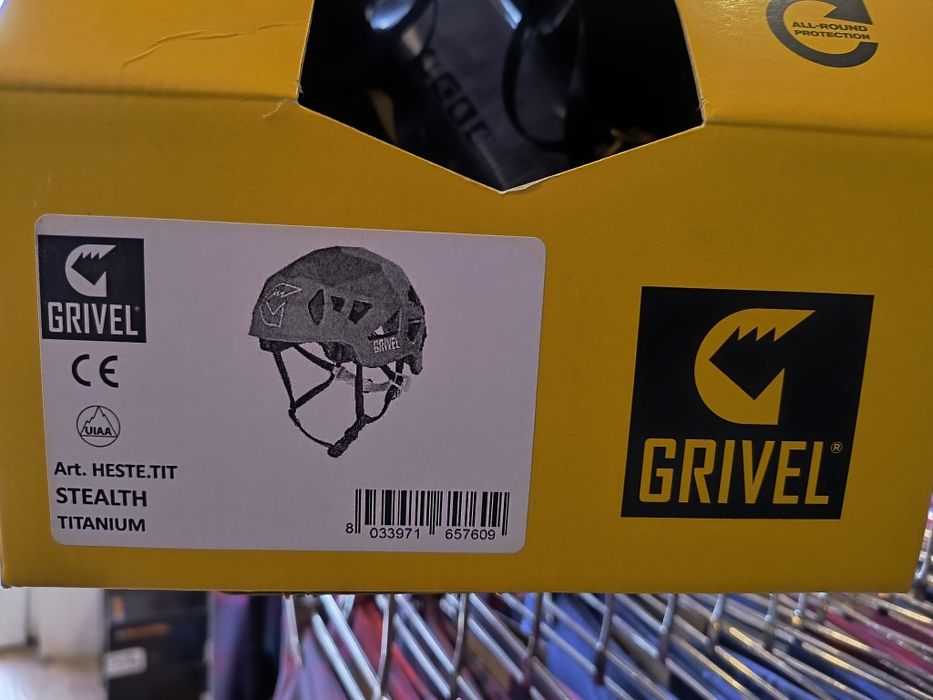 ALL-ROUND
PROTECTION
GRIVEL®
CE
UIAA
GRIVEL
Art. HESTE.TIT
STEALTH
TITANIUM
8 033971 657609
GRIVEL®